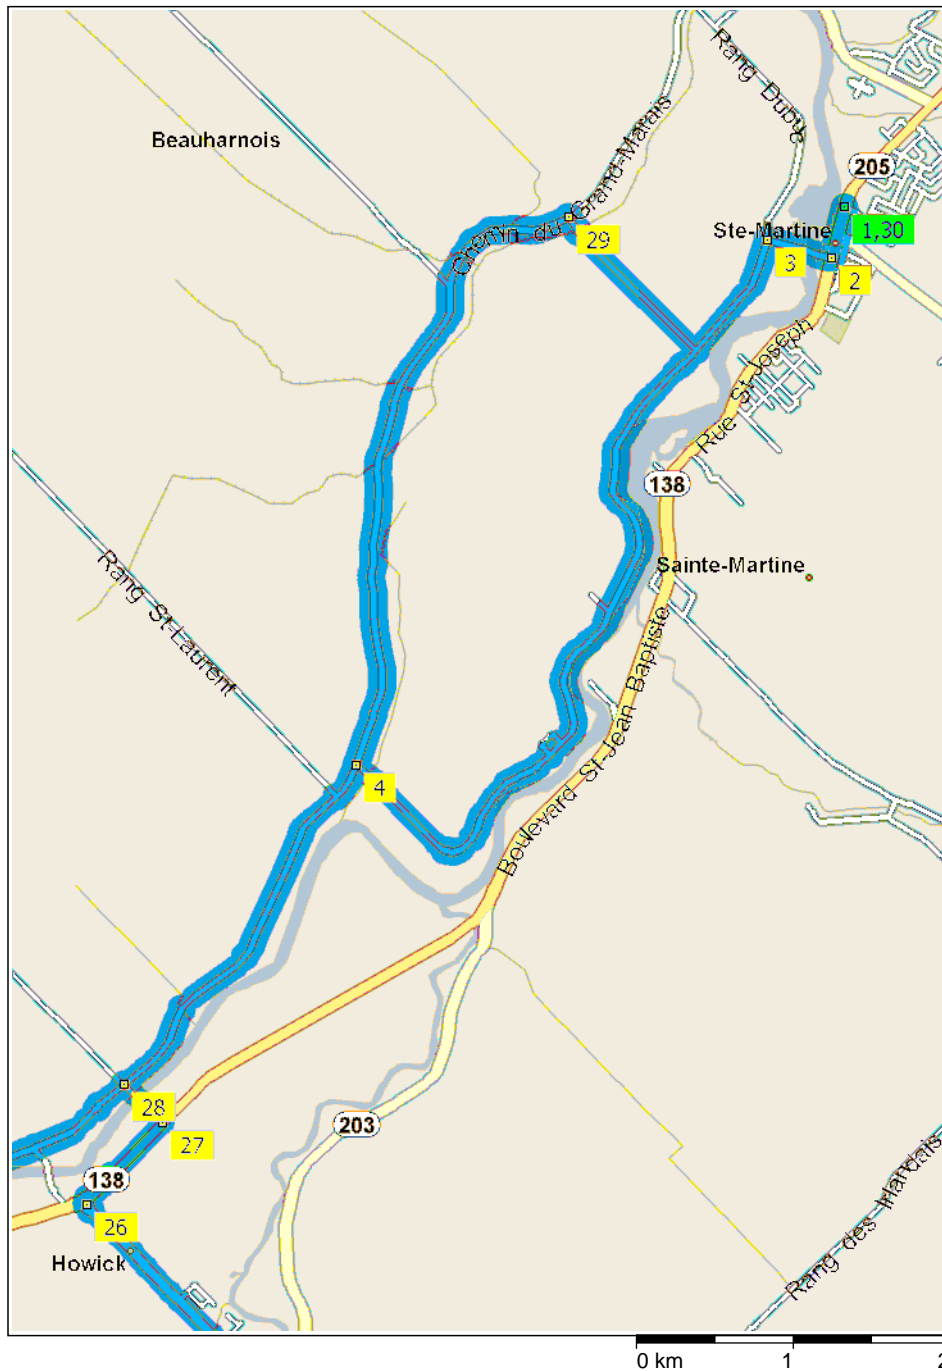 Rang Dubuc
Beauharnois
Chemin du Grand-Marais
205
Ste-Martine
1,30
29
3
2
Rue St-Joseph
138
Rang St-Laurent
Sainte-Martine
Boulevard St-Jean Baptiste
4
28
203
27
138
26
Howick
Rang des Irlandais
0 km 1 2